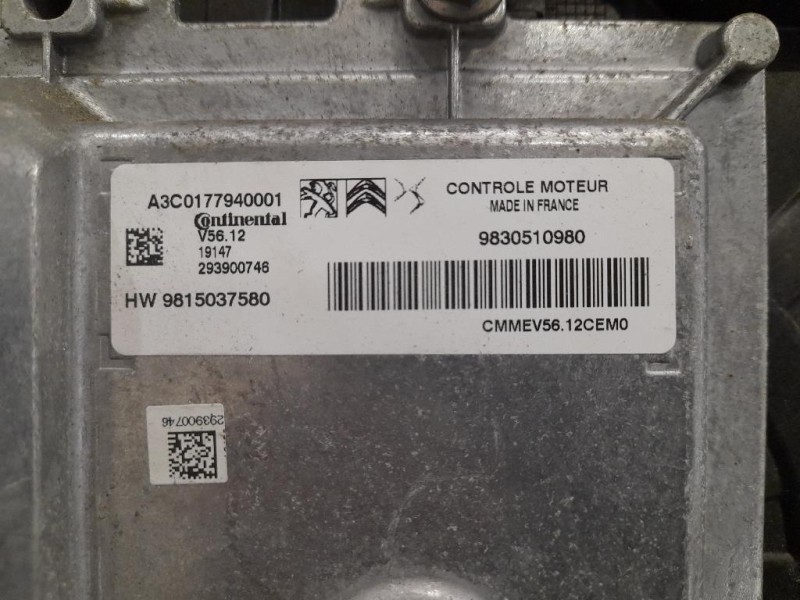 A3C0177940001
Continental
V56.12
19147
293900746
HW 9815037580
CONTROLE MOTEUR
MADE IN FRANCE
9830510980
CMMEV56.12CEM0
293900746